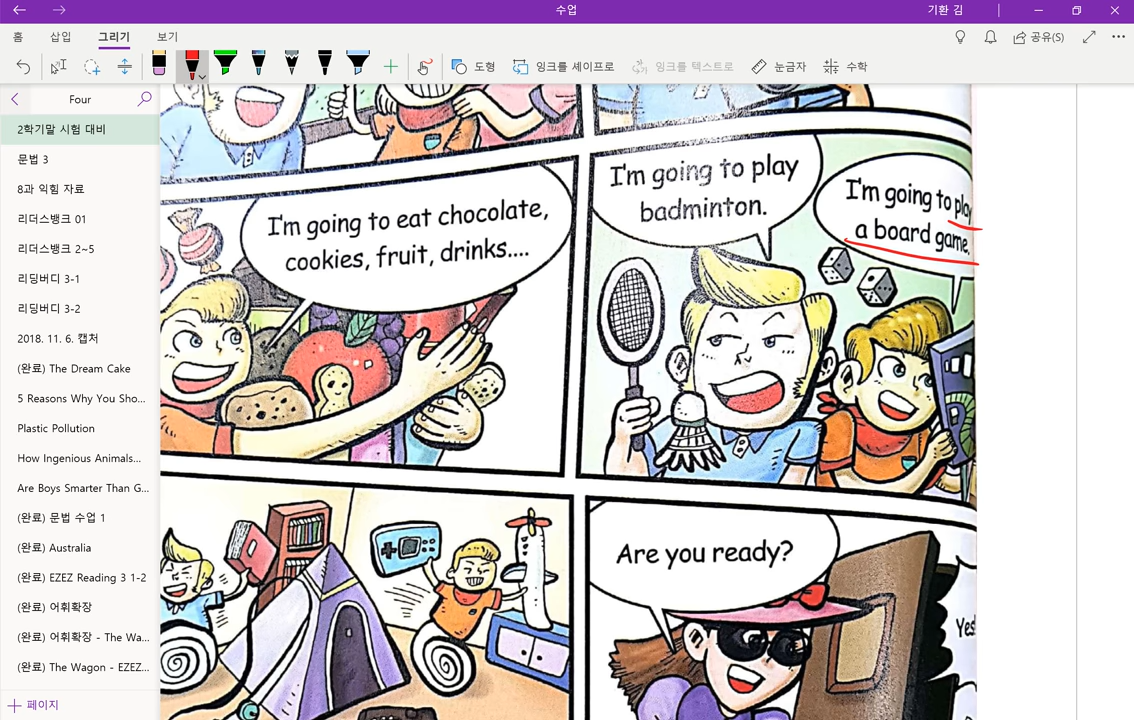 수업
기환 김
홈 삽입 그리기 보기
공유(S)
도형
잉크를 셰이프로
잉크를 텍스트로
눈금자
수학
Four
2학기말 시험 대비
문법 3
8과 익힘 자료
리더스뱅크 01
리더스뱅크 2~5
리딩버디 3-1
리딩버디 3-2
2018. 11. 6. 캡처
(완료) The Dream Cake
5 Reasons Why You Sho...
Plastic Pollution
How Ingenious Animals...
Are Boys Smarter Than G...
(완료) 문법 수업 1
(완료) Australia
(완료) EZEZ Reading 3 1-2
(완료) 어휘확장
(완료) 어휘확장 - The Wa...
(완료) The Wagon - EZEZ...
페이지
I'm going to eat chocolate,
cookies, fruit, drinks....
I'm going to play
badminton.
I'm going to play
a board game.
Are you ready?
Yes!